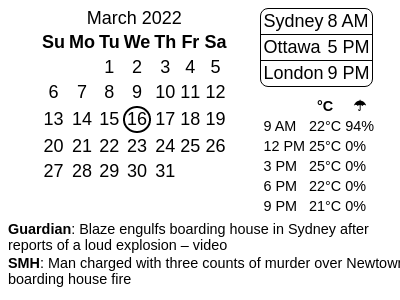 March 2022
Su Mo Tu We Th Fr Sa
1 2 3 4 5
6 7 8 9 10 11 12
13 14 15 16 17 18 19
20 21 22 23 24 25 26
27 28 29 30 31
Sydney 8 AM
Ottawa 5 PM
London 9 PM
°C ☂
9 AM 22°C 94%
12 PM 25°C 0%
3 PM 25°C 0%
6 PM 22°C 0%
9 PM 21°C 0%
Guardian: Blaze engulfs boarding house in Sydney after
reports of a loud explosion – video
SMH: Man charged with three counts of murder over Newtown
boarding house fire